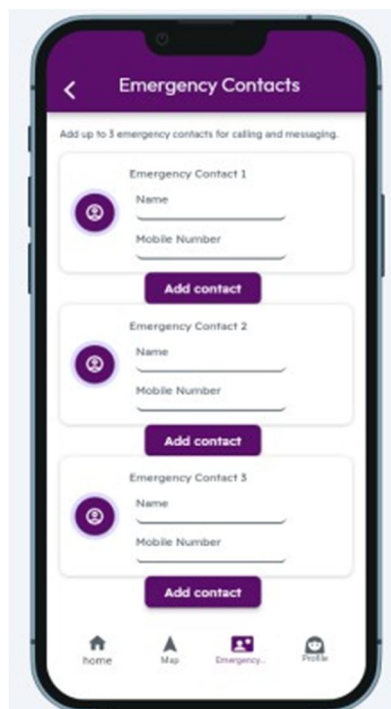 Emergency Contacts
Add up to 3 emergency contacts for calling and messaging.
Emergency Contact 1
Name
Mobile Number
Add contact
Emergency Contact 2
Name
Mobile Number
Add contact
Emergency Contact 3
Name
Mobile Number
Add contact
home Map Emergency... Profile